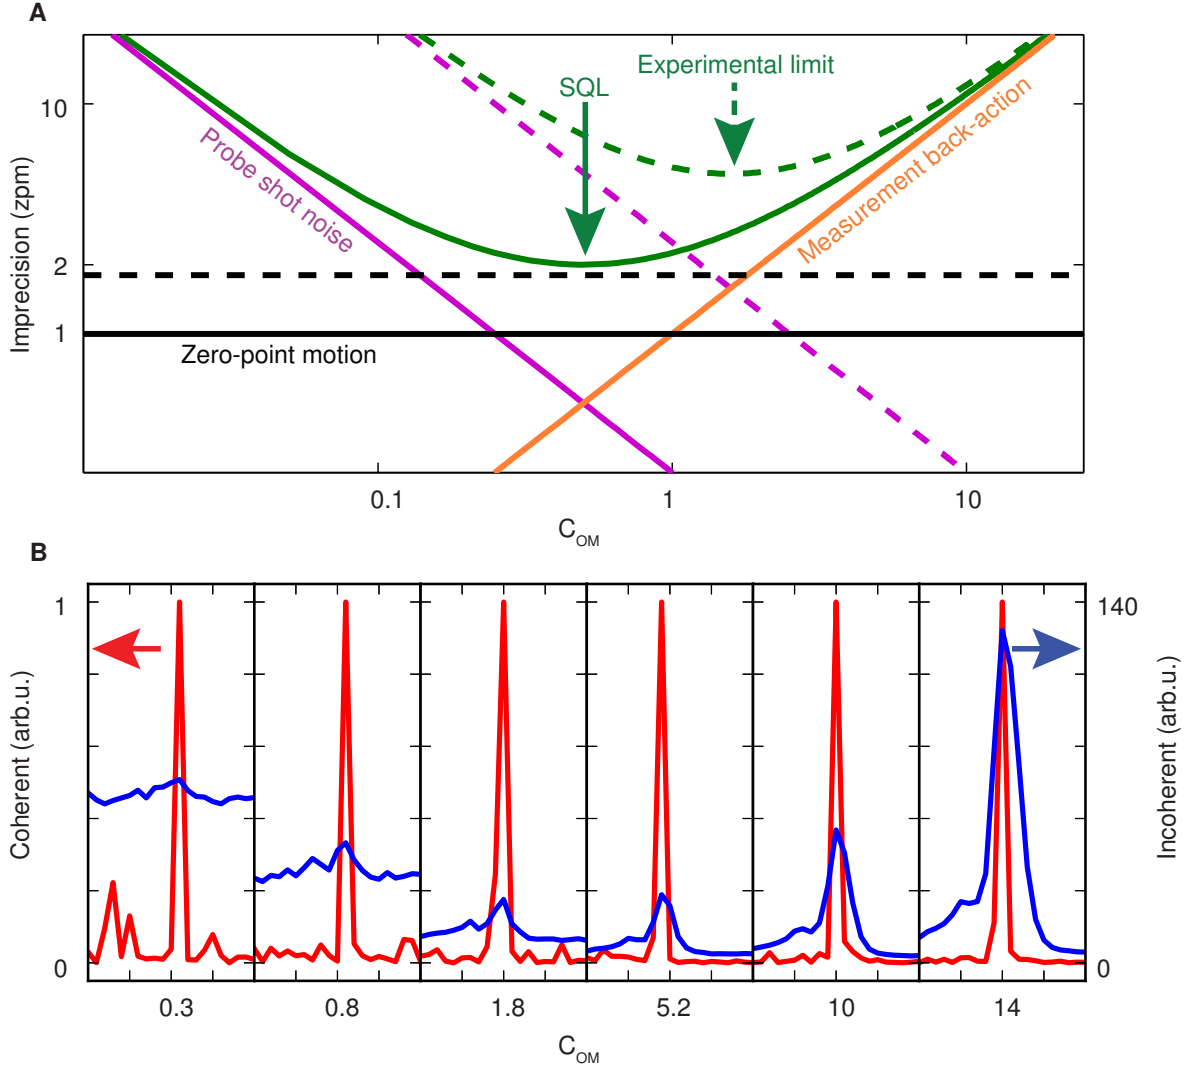 A
Experimental limit
SQL
10
Probe shot noise
Measurement back-action
Imprecision (zpm)
2
1
Zero-point motion
0.1
1
10
C_OM
B
1
140
Coherent (arb.u.)
Incoherent (arb.u.)
0
0
0.3
0.8
1.8
5.2
10
14
C_OM